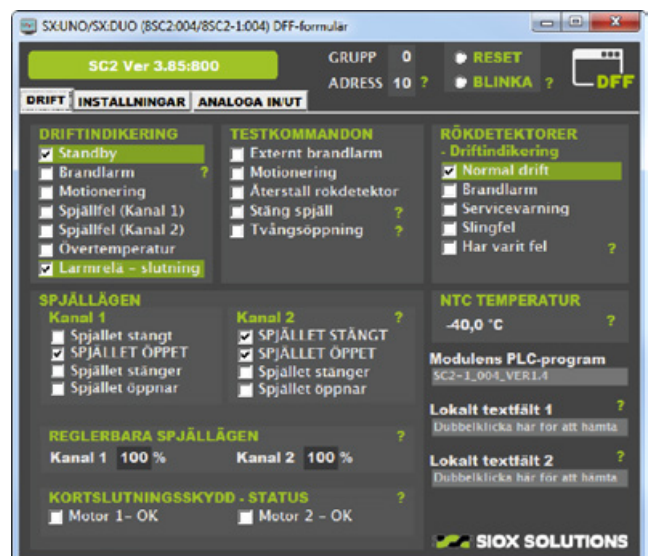 SX:UNO/SX:DUO (8SC2:004/8SC2-1:004) DFF-formulär
SC2 Ver 3.85:800
GRUPP 0
ADRESS 10 ?
RESET
BLINKA ?
DFF
DRIFT INSTÄLLNINGAR ANALOGA IN/UT
DRIFTINDIKERING
Standby
Brandlarm ?
Motionering
Spjällfel (Kanal 1)
Spjällfel (Kanal 2)
Övertemperatur
Larmrelä - slutning
TESTKOMMANDON
Externt brandlarm
Motionering
Återställ rökdetektor
Stäng spjäll ?
Tvångsöppning ?
RÖKDETEKTORER
- Driftindikering
Normal drift
Brandlarm
Servicevarning
Slingfel
Har varit fel ?
SPJÄLLÄGEN
Kanal 1
Spjället stängt
SPJÄLLET ÖPPET
Spjället stänger
Spjället öppnar
Kanal 2 ?
SPJÄLLET STÄNGT
SPJÄLLET ÖPPET
Spjället stänger
Spjället öppnar
NTC TEMPERATUR
-40,0 °C ?
Modulens PLC-program
SC2-1_004_VER1.4
Lokalt textfält 1 ?
Dubbelklicka här för att hämta
Lokalt textfält 2 ?
Dubbelklicka här för att hämta
REGLERBARA SPJÄLLÄGEN ?
Kanal 1 100 % Kanal 2 100 %
KORTSLUTNINGSSKYDD - STATUS ?
Motor 1- OK Motor 2 - OK
SIOX SOLUTIONS